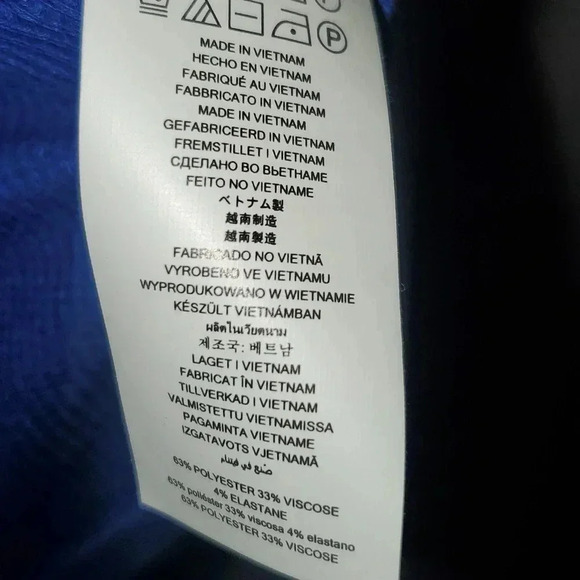 P
MADE IN VIETNAM
HECHO EN VIETNAM
FABRIQUÉ AU VIETNAM
FABBRICATO IN VIETNAM
MADE IN VIETNAM
GEFABRICEERD IN VIETNAM
FREMSTILLET I VIETNAM
СДЕЛАНО ВО ВЬЕТНАМЕ
FEITO NO VIETNAME
ベトナム製
越南制造
越南製造
FABRICADO NO VIETNÃ
VYROBENO VE VIETNAMU
WYPRODUKOWANO W WIETNAMIE
KÉSZÜLT VIETNÁMBAN
ผลิตในเวียดนาม
제조국: 베트남
LAGET I VIETNAM
FABRICAT ÎN VIETNAM
TILLVERKAD I VIETNAM
VALMISTETTU VIETNAMISSA
PAGAMINTA VIETNAME
IZGATAVOTS VJETNAMĀ
صنع في فيتنام
63% POLYESTER 33% VISCOSE
4% ELASTANE
63% poliéster 33% viscosa 4% elastano
63% POLYESTER 33% VISCOSE